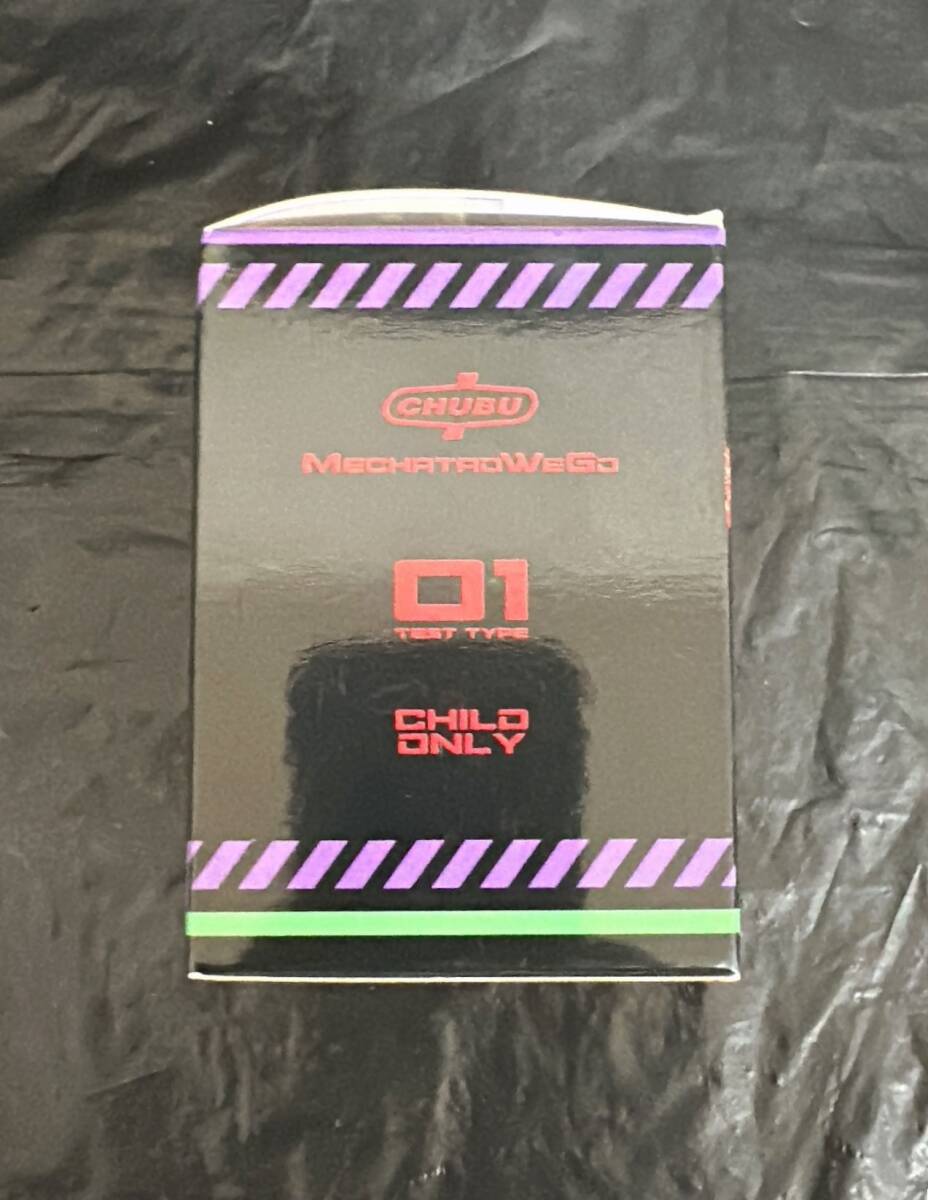 CHUBU
MECHATROWEGO
01
TEST TYPE
CHILD
ONLY